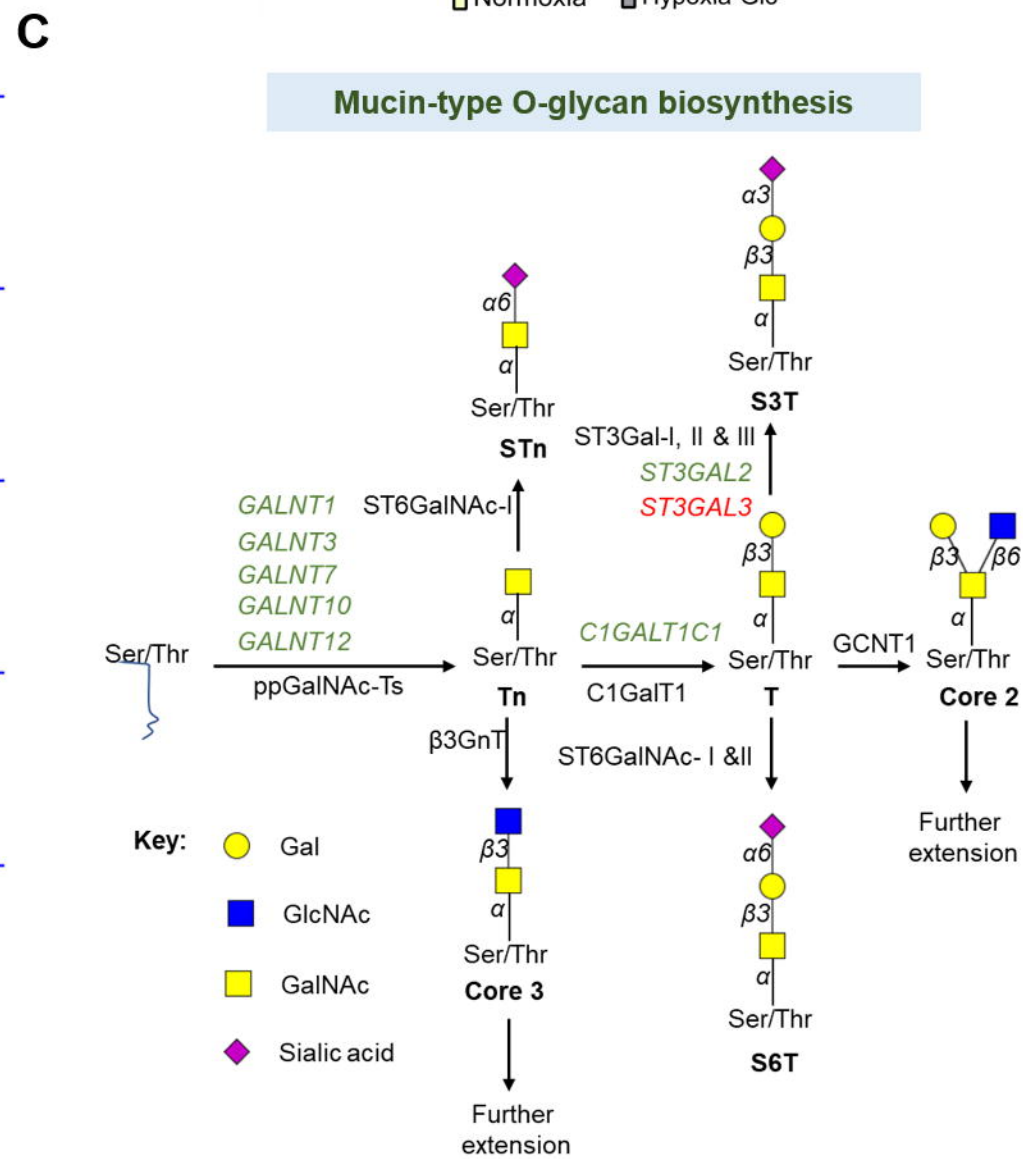 Normoxia Hypoxia-Glc
C
Mucin-type O-glycan biosynthesis
α3
β3
α
Ser/Thr
S3T
α6
α
Ser/Thr
STn
ST3Gal-I, II & III
ST3GAL2
ST3GAL3
GALNT1
GALNT3
GALNT7
GALNT10
GALNT12
ST6GalNAc-I
Ser/Thr
ppGalNAc-Ts
α
Ser/Thr
Tn
C1GALT1C1
C1GalT1
β3
α
Ser/Thr
T
GCNT1
β3 β6
α
Ser/Thr
Core 2
Further
extension
β3GnT
ST6GalNAc- I &II
β3
α
Ser/Thr
Core 3
Further
extension
α6
β3
α
Ser/Thr
S6T
Key:
Gal
GlcNAc
GalNAc
Sialic acid